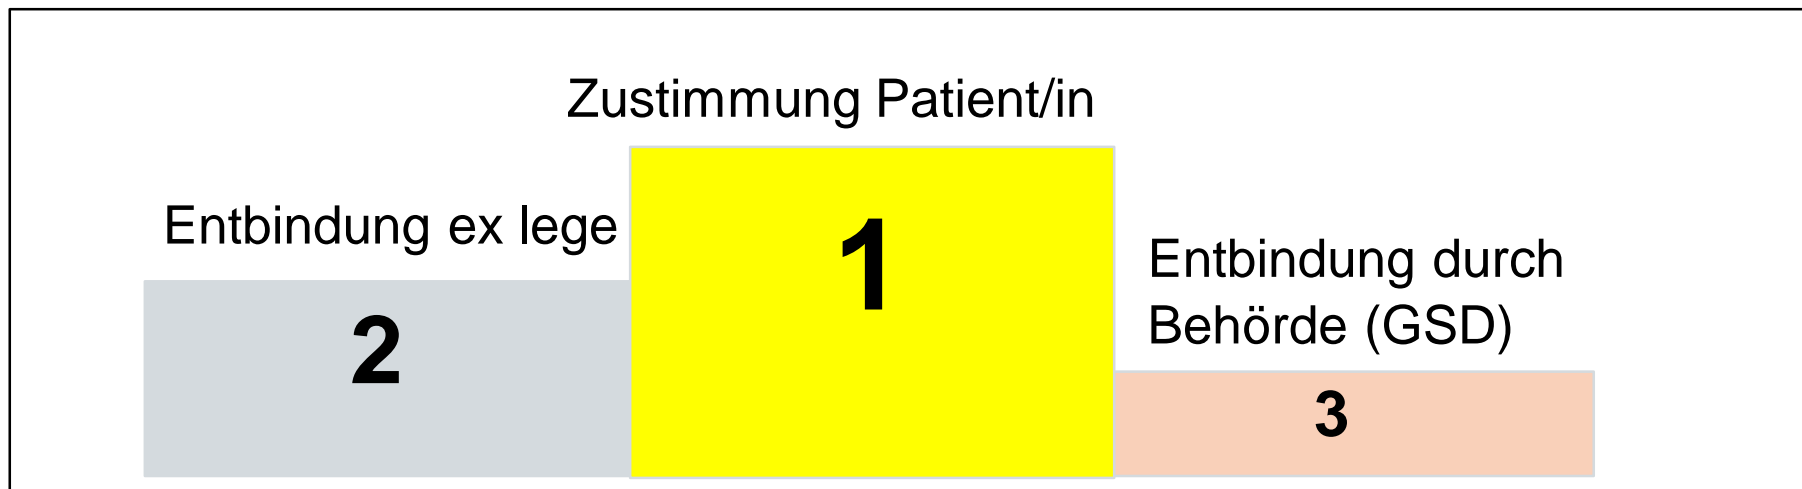 Zustimmung Patient/in
Entbindung ex lege
1
Entbindung durch
Behörde (GSD)
2
3